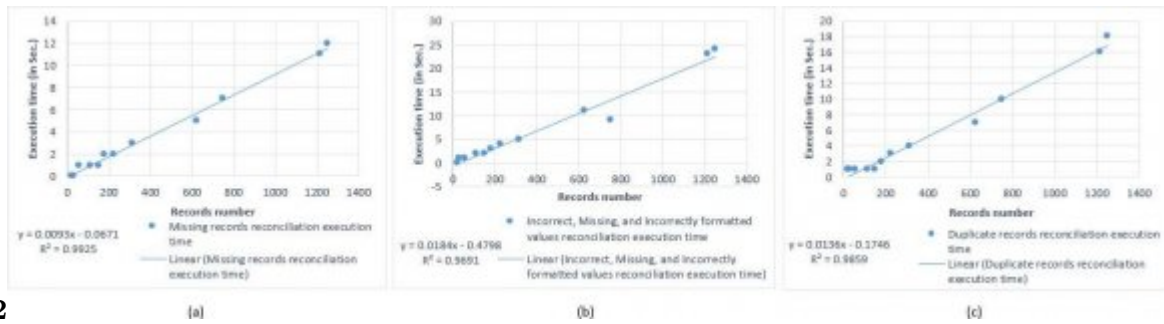 14
12
10
8
6
4
2
0
Execution time (in Sec.)
0 200 400 600 800 1000 1200 1400
Records number
y = 0.0093x - 0.0671
R² = 0.9925
Missing records reconciliation execution
time
Linear (Missing records reconciliation
execution time)
(a)
30
25
20
15
10
5
0
-5
Execution time (in Sec.)
0 200 400 600 800 1000 1200 1400
Records number
y = 0.0184x - 0.4798
R² = 0.9691
Incorrect, Missing, and Incorrectly formatted
values reconciliation execution time
Linear (Incorrect, Missing, and Incorrectly
formatted values reconciliation execution time)
(b)
20
18
16
14
12
10
8
6
4
2
0
Execution time (in Sec.)
0 200 400 600 800 1000 1200 1400
Records number
y = 0.0136x - 0.1746
R² = 0.9859
Duplicate records reconciliation execution
time
Linear (Duplicate records reconciliation
execution time)
(c)
2